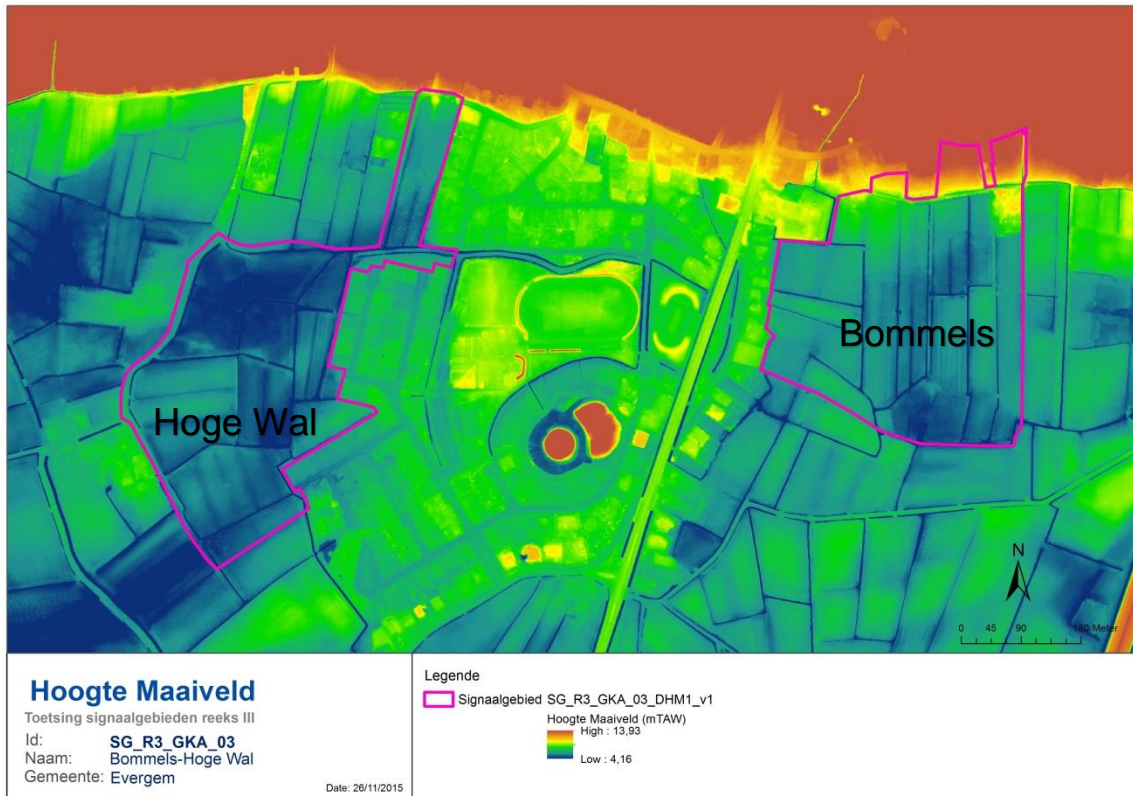 Hoge Wal
Bommels
N
0 45 90 180 Meter
Hoogte Maaiveld
Toetsing signaalgebieden reeks III
Id: SG_R3_GKA_03
Naam: Bommels-Hoge Wal
Gemeente: Evergem
Date: 26/11/2015
Legende
Signaalgebied SG_R3_GKA_03_DHM1_v1
Hoogte Maaiveld (mTAW)
High : 13,93
Low : 4,16